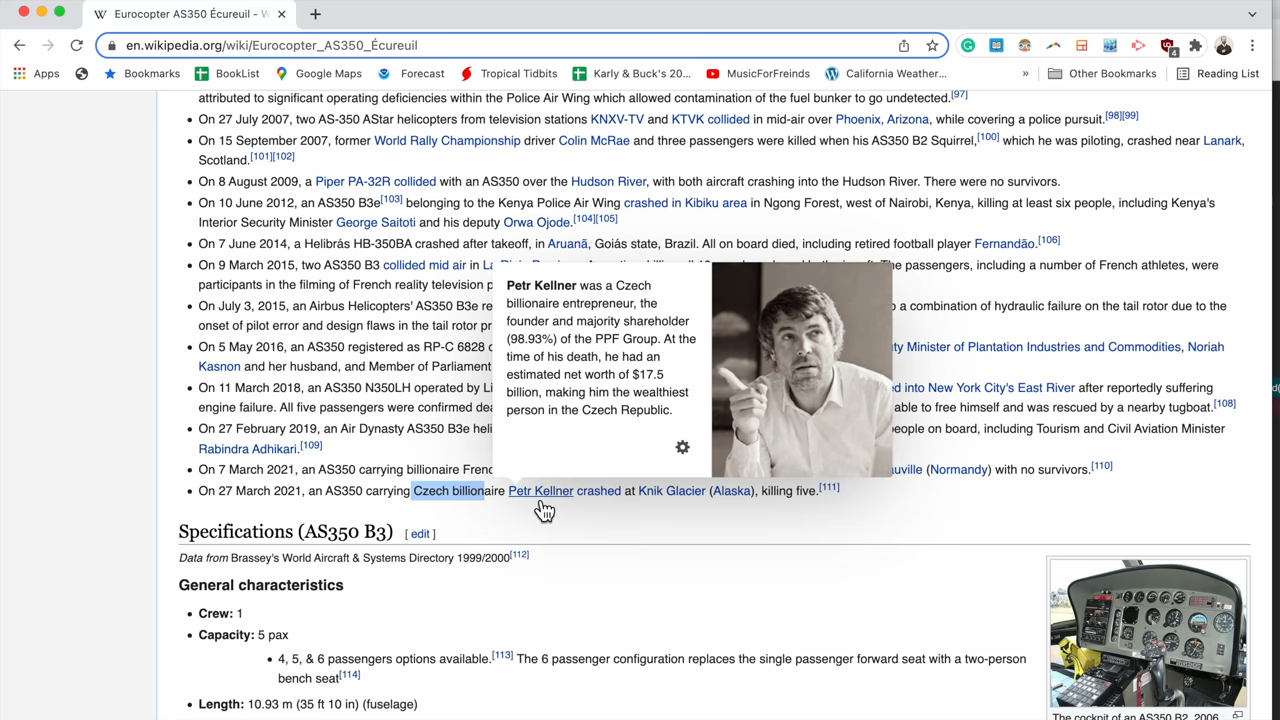 Eurocopter AS350 Écureuil - W
en.wikipedia.org/wiki/Eurocopter_AS350_Écureuil
4
Apps Bookmarks BookList Google Maps Forecast Tropical Tidbits Karly & Buck's 20... MusicForFreinds California Weather... » Other Bookmarks Reading List
attributed to significant operating deficiencies within the Police Air Wing which allowed contamination of the fuel bunker to go undetected.[97]
• On 27 July 2007, two AS-350 AStar helicopters from television stations KNXV-TV and KTVK collided in mid-air over Phoenix, Arizona, while covering a police pursuit.[98][99]
• On 15 September 2007, former World Rally Championship driver Colin McRae and three passengers were killed when his AS350 B2 Squirrel,[100] which he was piloting, crashed near Lanark,
Scotland.[101][102]
• On 8 August 2009, a Piper PA-32R collided with an AS350 over the Hudson River, with both aircraft crashing into the Hudson River. There were no survivors.
• On 10 June 2012, an AS350 B3e[103] belonging to the Kenya Police Air Wing crashed in Kibiku area in Ngong Forest, west of Nairobi, Kenya, killing at least six people, including Kenya's
Interior Security Minister George Saitoti and his deputy Orwa Ojode.[104][105]
• On 7 June 2014, a Helibrás HB-350BA crashed after takeoff, in Aruanã, Goiás state, Brazil. All on board died, including retired football player Fernandão.[106]
• On 9 March 2015, two AS350 B3 collided mid air in La The passengers, including a number of French athletes, were
participants in the filming of French reality television p
• On July 3, 2015, an Airbus Helicopters' AS350 B3e re o a combination of hydraulic failure on the tail rotor due to the
onset of pilot error and design flaws in the tail rotor pr
• On 5 May 2016, an AS350 registered as RP-C 6828 c ty Minister of Plantation Industries and Commodities, Noriah
Kasnon and her husband, and Member of Parliament
• On 11 March 2018, an AS350 N350LH operated by Li ed into New York City's East River after reportedly suffering
engine failure. All five passengers were confirmed dea able to free himself and was rescued by a nearby tugboat.[108]
• On 27 February 2019, an Air Dynasty AS350 B3e heli eople on board, including Tourism and Civil Aviation Minister
Rabindra Adhikari.[109]
• On 7 March 2021, an AS350 carrying billionaire Frenc auville (Normandy) with no survivors.[110]
• On 27 March 2021, an AS350 carrying Czech billionaire Petr Kellner crashed at Knik Glacier (Alaska), killing five.[111]
Petr Kellner was a Czech
billionaire entrepreneur, the
founder and majority shareholder
(98.93%) of the PPF Group. At the
time of his death, he had an
estimated net worth of $17.5
billion, making him the wealthiest
person in the Czech Republic.
Specifications (AS350 B3) [ edit ]
Data from Brassey's World Aircraft & Systems Directory 1999/2000[112]
General characteristics
• Crew: 1
• Capacity: 5 pax
• 4, 5, & 6 passengers options available.[113] The 6 passenger configuration replaces the single passenger forward seat with a two-person
bench seat[114]
• Length: 10.93 m (35 ft 10 in) (fuselage)
The cockpit of an AS350 B2, 2006